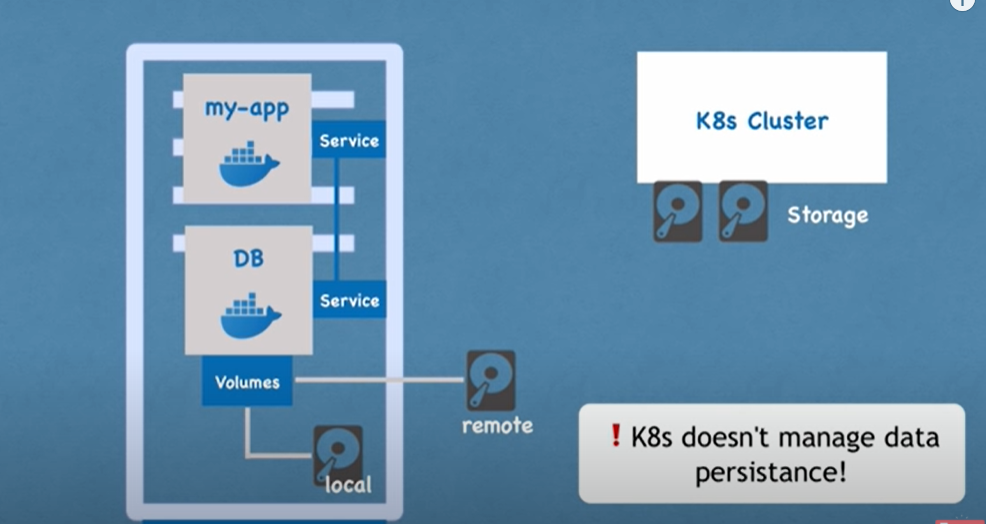 my-app
Service
DB
Service
Volumes
remote
local
K8s Cluster
Storage
! K8s doesn't manage data
persistance!